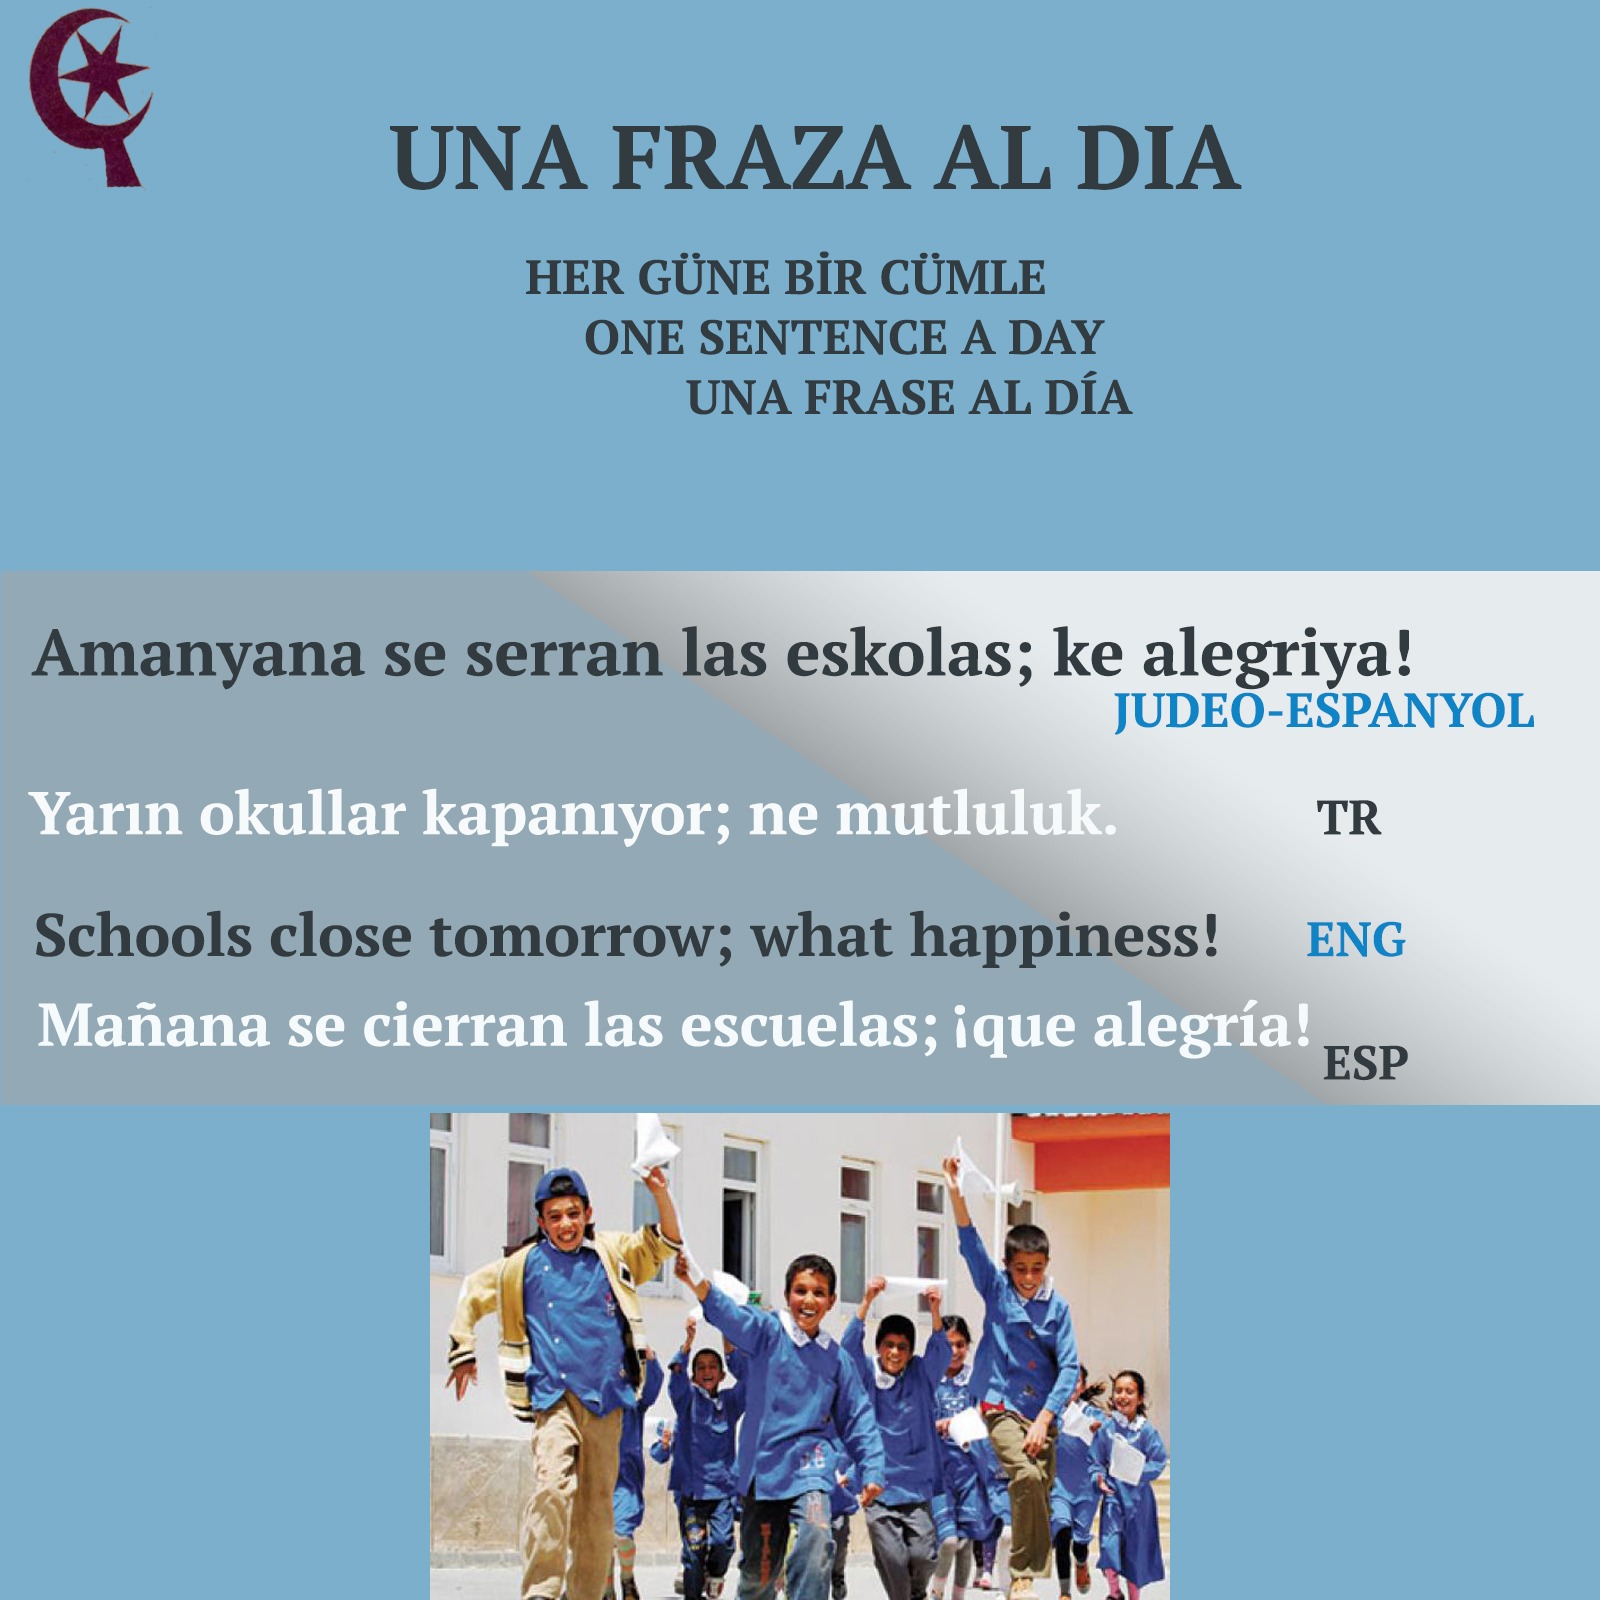 UNA FRAZA AL DIA
HER GÜNE BİR CÜMLE
ONE SENTENCE A DAY
UNA FRASE AL DÍA
Amanyana se serran las eskolas; ke alegriya!
JUDEO-ESPANYOL
Yarın okullar kapanıyor; ne mutluluk.
TR
Schools close tomorrow; what happiness!
ENG
Mañana se cierran las escuelas; ¡que alegría!
ESP